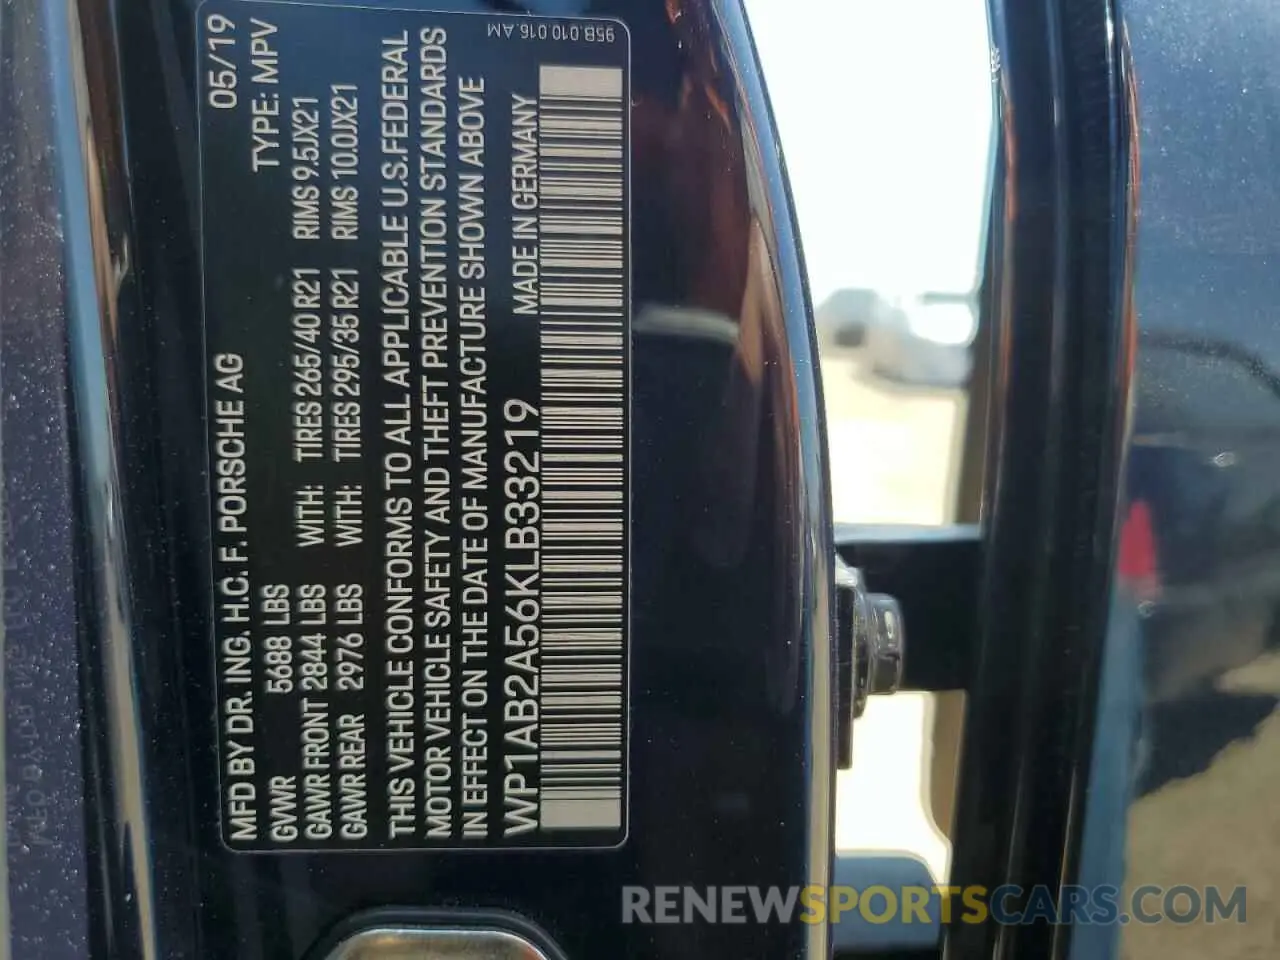 MFD BY DR. ING. H.C. F. PORSCHE AG 05/19
GVWR 5688 LBS TYPE: MPV
GAWR FRONT 2844 LBS WITH: TIRES 265/40 R21 RIMS 9.5JX21
GAWR REAR 2976 LBS WITH: TIRES 295/35 R21 RIMS 10.0JX21
THIS VEHICLE CONFORMS TO ALL APPLICABLE U.S.FEDERAL
MOTOR VEHICLE SAFETY AND THEFT PREVENTION STANDARDS
IN EFFECT ON THE DATE OF MANUFACTURE SHOWN ABOVE
WP1AB2A56KLB33219 MADE IN GERMANY
95B.010.016.AM
RENEWSPORTSCARS.COM